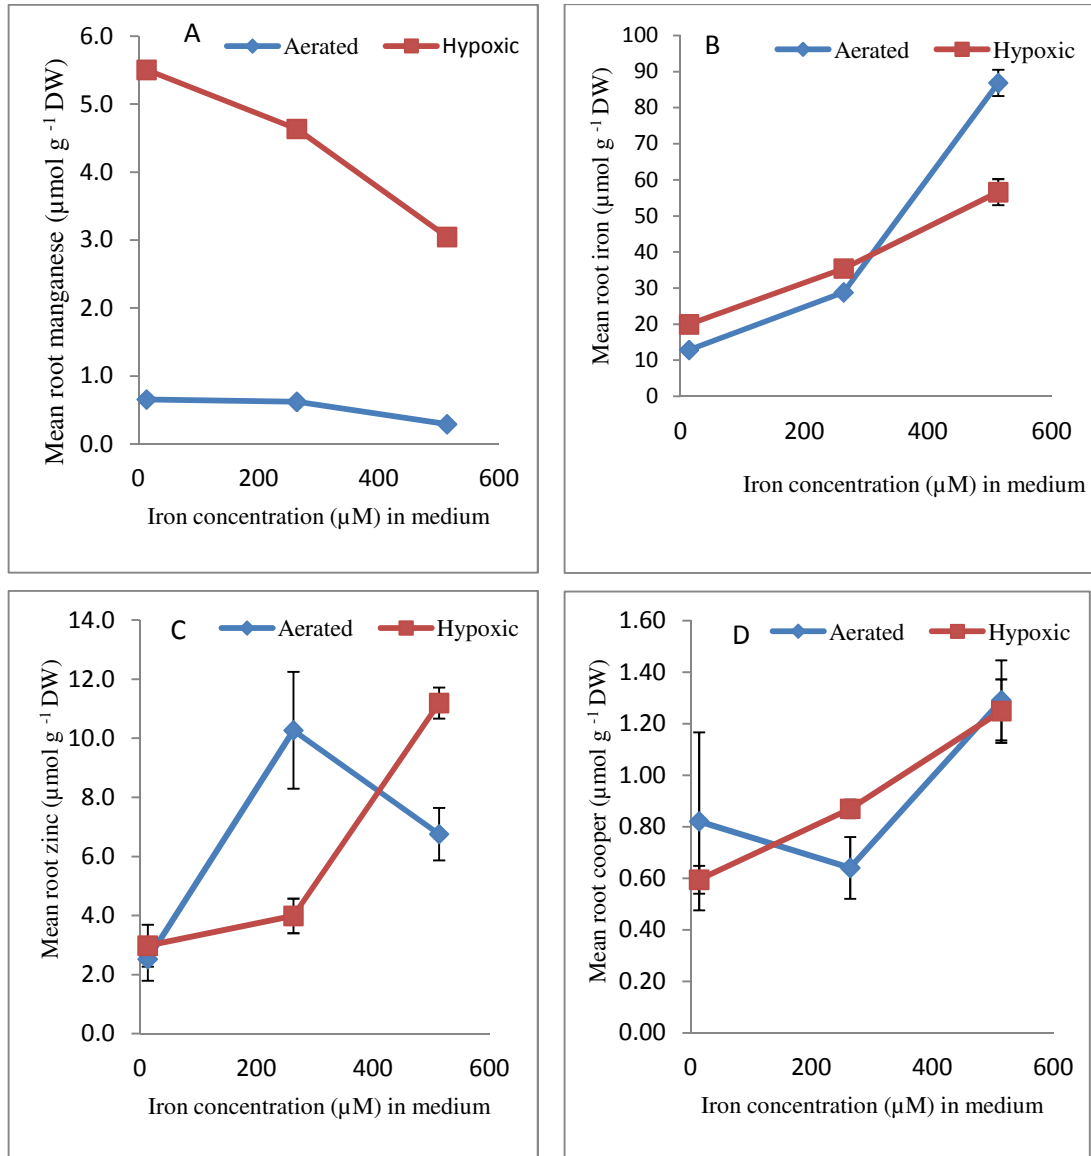 A
Aerated
Hypoxic
6.0
5.0
4.0
3.0
2.0
1.0
0.0
Mean root manganese (µmol g -1 DW)
0
200
400
600
Iron concentration (µM) in medium
B
Aerated
Hypoxic
100
90
80
70
60
50
40
30
20
10
0
Mean root iron (µmol g -1 DW)
0
200
400
600
Iron concentration (µM) in medium
C
Aerated
Hypoxic
14.0
12.0
10.0
8.0
6.0
4.0
2.0
0.0
Mean root zinc (µmol g -1 DW)
0
200
400
600
Iron concentration (µM) in medium
D
Aerated
Hypoxic
1.60
1.40
1.20
1.00
0.80
0.60
0.40
0.20
0.00
Mean root cooper (µmol g -1 DW)
0
200
400
600
Iron concentration (µM) in medium